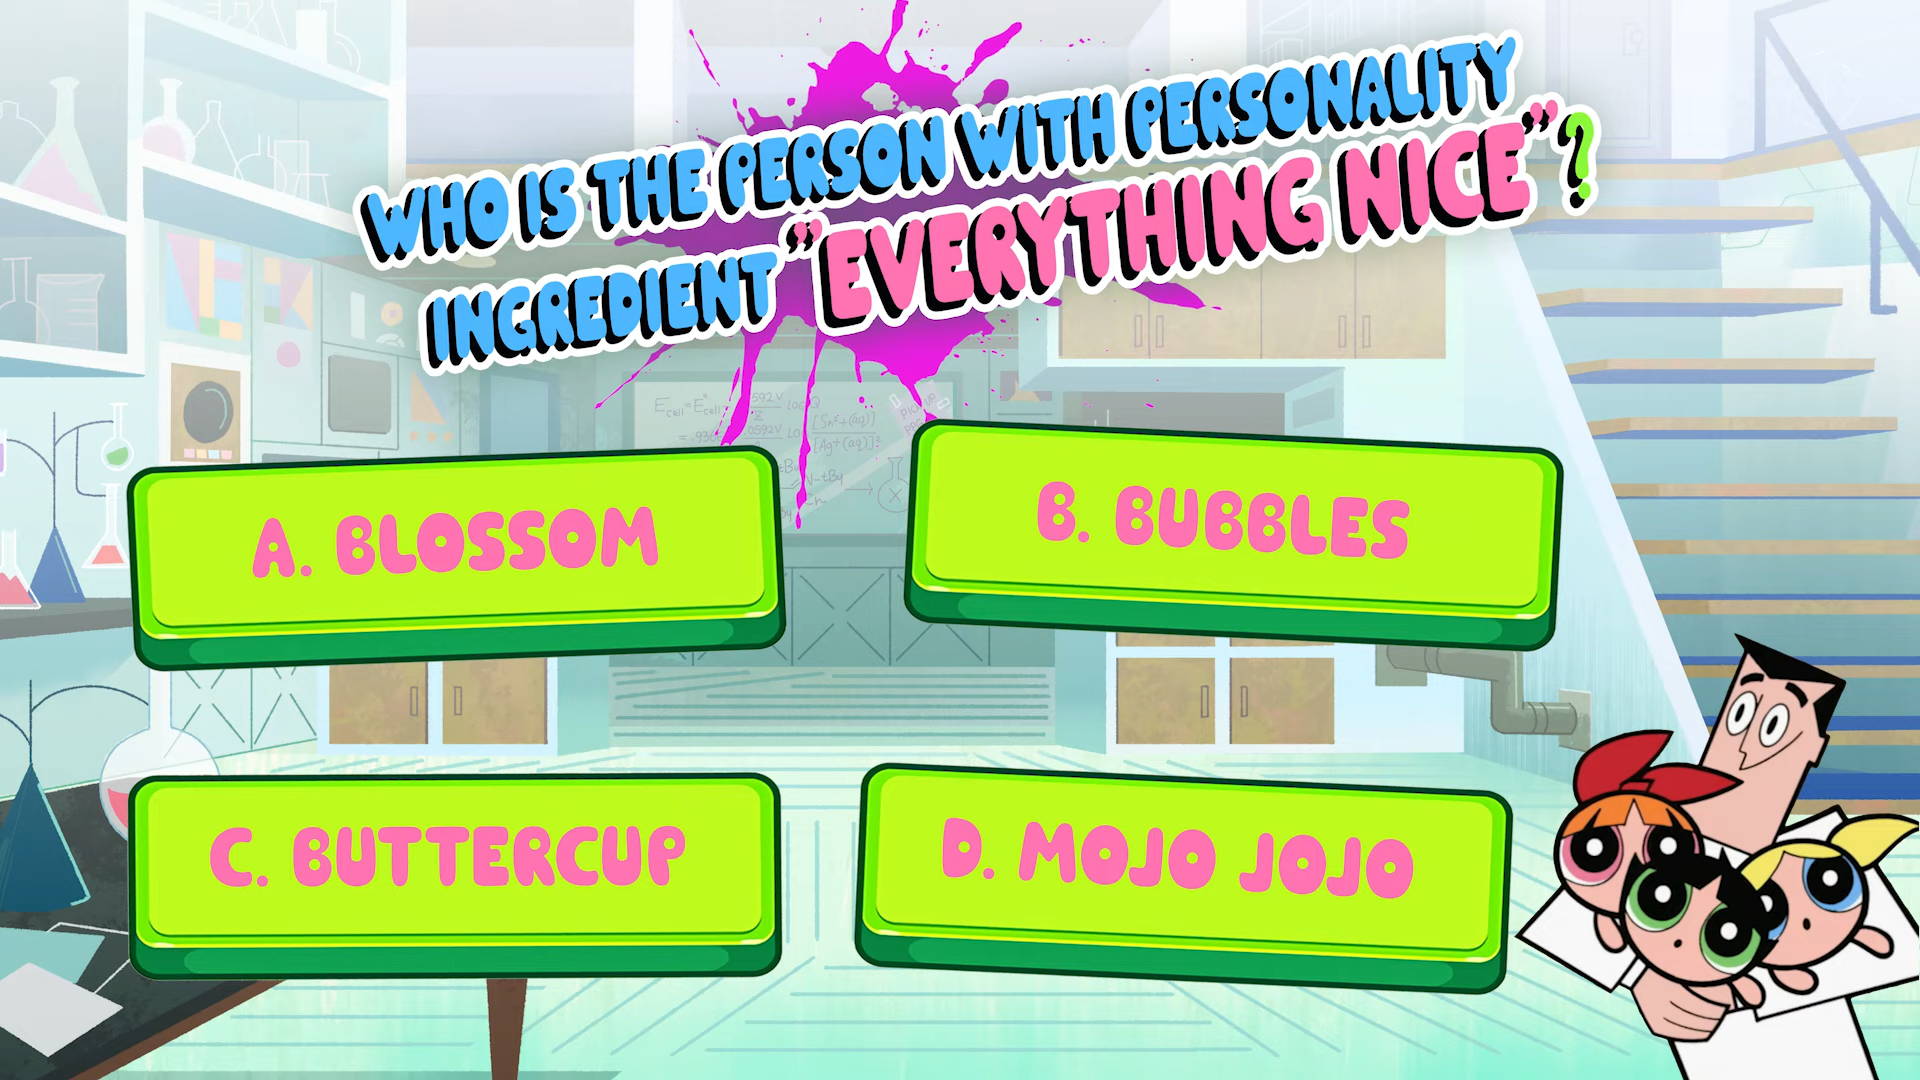 WHO IS THE PERSON WITH PERSONALITY
INGREDIENT "EVERYTHING NICE"?
A. BLOSSOM
B. BUBBLES
C. BUTTERCUP
D. MOJO JOJO